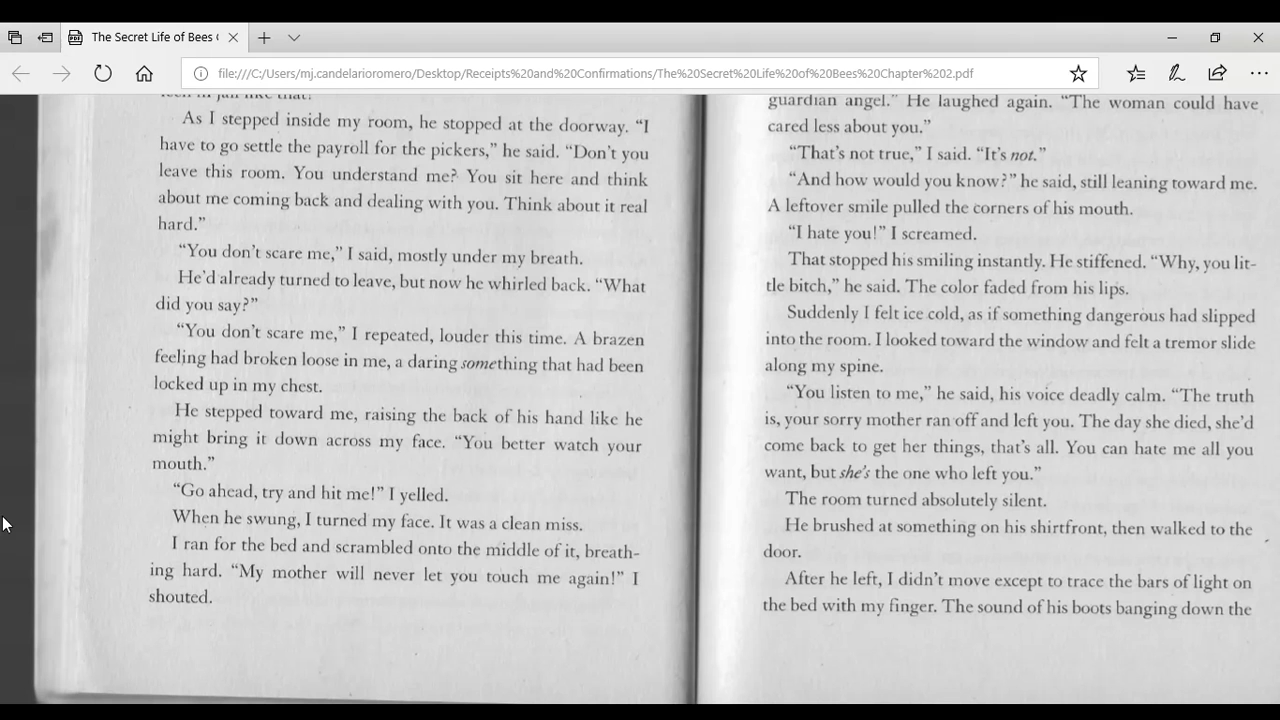 The Secret Life of Bees
file:///C:/Users/mj.candelarioromero/Desktop/Receipts%20and%20Confirmations/The%20Secret%20Life%20of%20Bees%20Chapter%202.pdf
As I stepped inside my room, he stopped at the doorway. “I
have to go settle the payroll for the pickers,” he said. “Don’t you
leave this room. You understand me? You sit here and think
about me coming back and dealing with you. Think about it real
hard.”
“You don’t scare me,” I said, mostly under my breath.
He’d already turned to leave, but now he whirled back. “What
did you say?”
“You don’t scare me,” I repeated, louder this time. A brazen
feeling had broken loose in me, a daring something that had been
locked up in my chest.
He stepped toward me, raising the back of his hand like he
might bring it down across my face. “You better watch your
mouth.”
“Go ahead, try and hit me!” I yelled.
When he swung, I turned my face. It was a clean miss.
I ran for the bed and scrambled onto the middle of it, breath-
ing hard. “My mother will never let you touch me again!” I
shouted.
guardian angel.” He laughed again. “The woman could have
cared less about you.”
“That’s not true,” I said. “It’s not.”
“And how would you know?” he said, still leaning toward me.
A leftover smile pulled the corners of his mouth.
“I hate you!” I screamed.
That stopped his smiling instantly. He stiffened. “Why, you lit-
tle bitch,” he said. The color faded from his lips.
Suddenly I felt ice cold, as if something dangerous had slipped
into the room. I looked toward the window and felt a tremor slide
along my spine.
“You listen to me,” he said, his voice deadly calm. “The truth
is, your sorry mother ran off and left you. The day she died, she’d
come back to get her things, that’s all. You can hate me all you
want, but she’s the one who left you.”
The room turned absolutely silent.
He brushed at something on his shirtfront, then walked to the
door.
After he left, I didn’t move except to trace the bars of light on
the bed with my finger. The sound of his boots banging down the